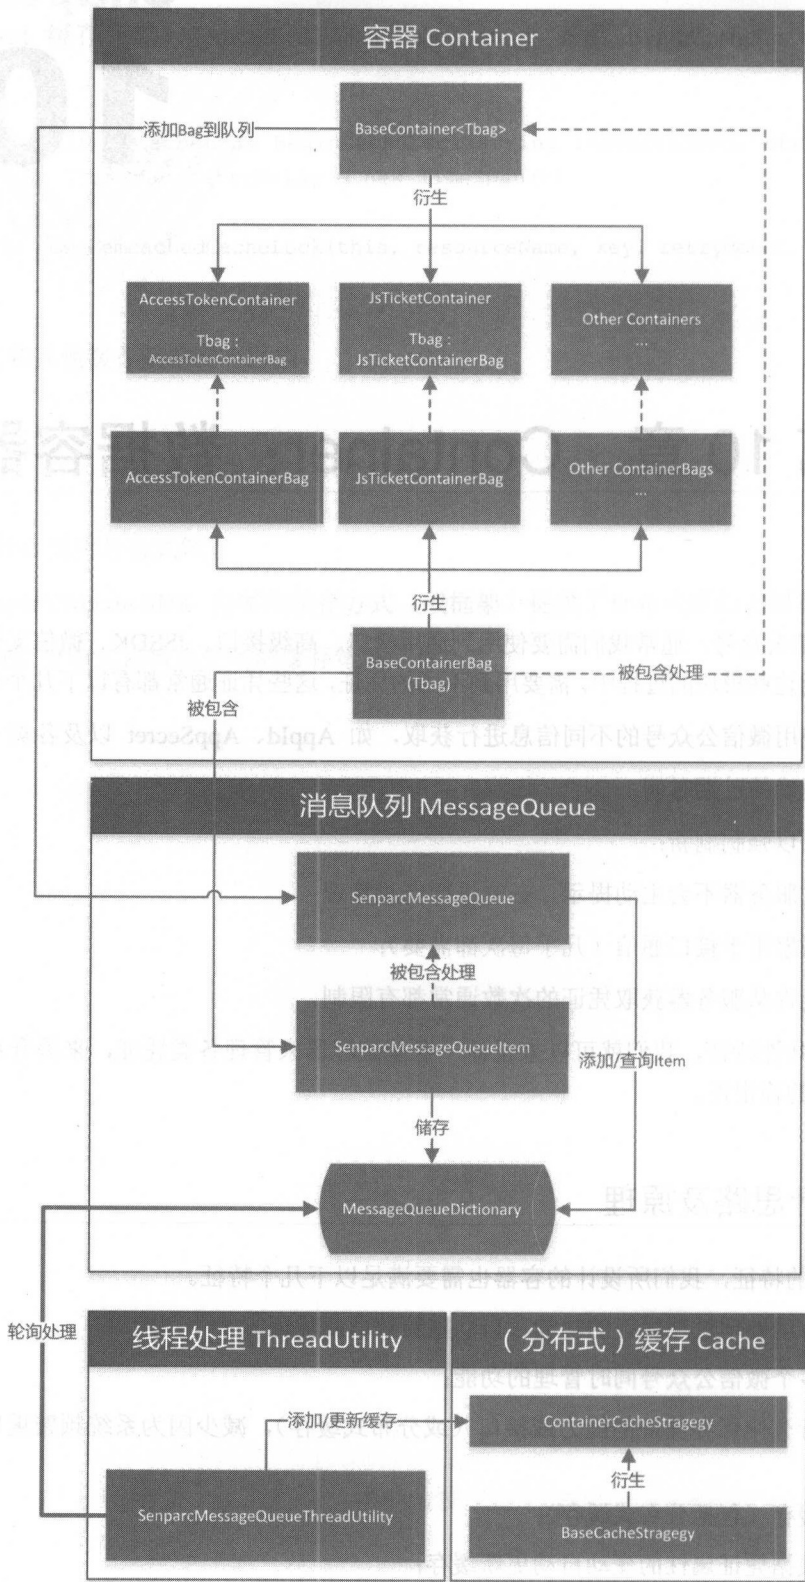 容器 Container
添加Bag到队列
BaseContainer<Tbag>
衍生
AccessTokenContainer
Tbag :
AccessTokenContainerBag
JsTicketContainer
Tbag :
JsTicketContainerBag
Other Containers
...
AccessTokenContainerBag
JsTicketContainerBag
Other ContainerBags
...
衍生
BaseContainerBag
(Tbag)
被包含处理
被包含
消息队列 MessageQueue
SenparcMessageQueue
被包含处理
SenparcMessageQueueItem
添加/查询Item
储存
MessageQueueDictionary
轮询处理
线程处理 ThreadUtility
添加/更新缓存
SenparcMessageQueueThreadUtility
（分布式）缓存 Cache
ContainerCacheStragegy
衍生
BaseCacheStragegy